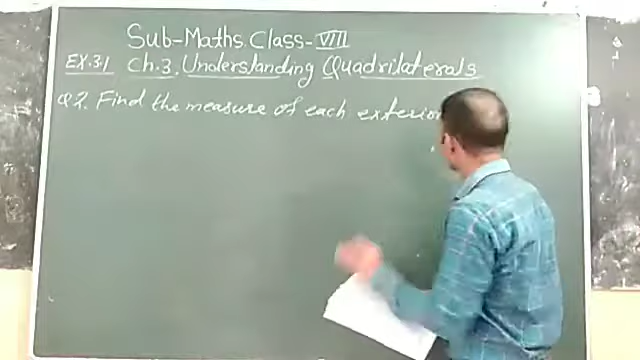 Sub-Maths Class-VIII
EX.3.1 Ch.3. Understanding Quadrilaterals
Q2. Find the measure of each exterior